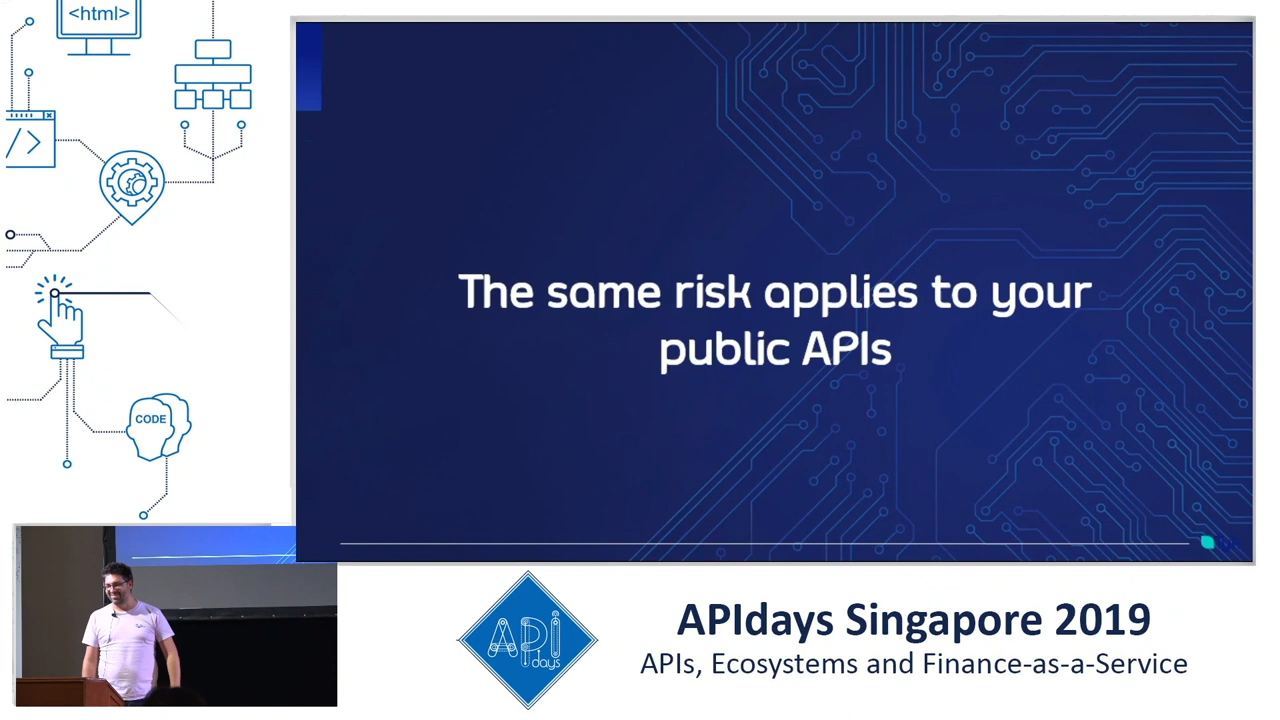 <html>
</>
CODE
The same risk applies to your
public APIs
API
days
APIdays Singapore 2019
APIs, Ecosystems and Finance-as-a-Service